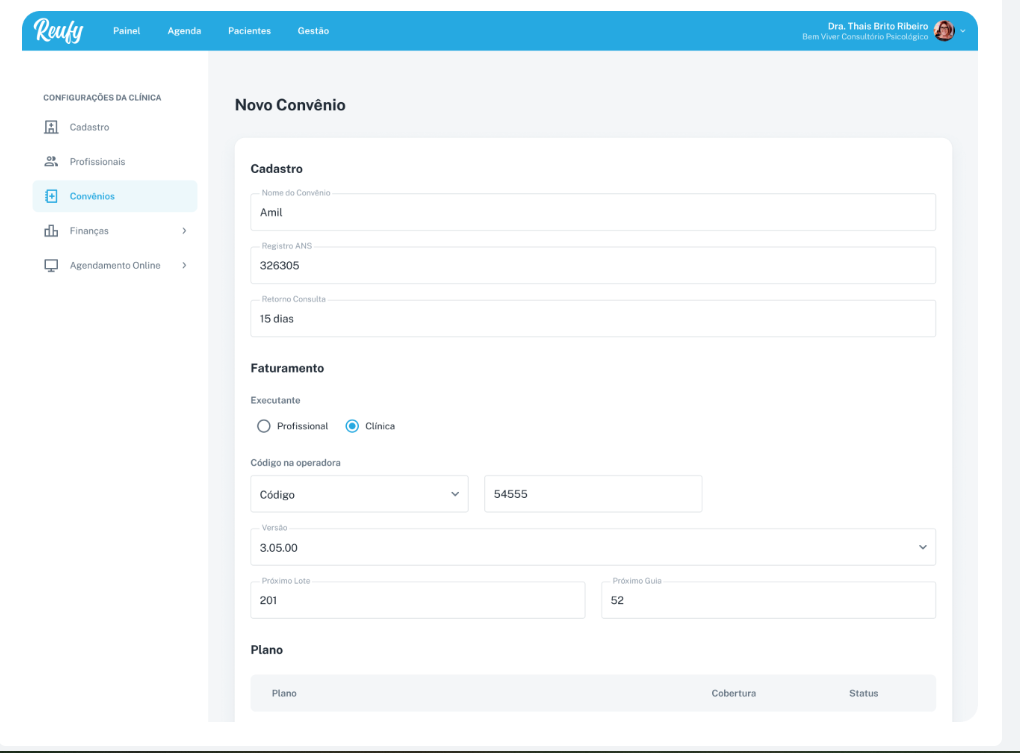 Reufy
Painel
Agenda
Pacientes
Gestão
Dra. Thais Brito Ribeiro
Bem Viver Consultório Psicológico
CONFIGURAÇÕES DA CLÍNICA
Cadastro
Profissionais
Convênios
Finanças
Agendamento Online
Novo Convênio
Cadastro
Nome do Convênio
Amil
Registro ANS
326305
Retorno Consulta
15 dias
Faturamento
Executante
Profissional
Clínica
Código na operadora
Código
54555
Versão
3.05.00
Próximo Lote
201
Próximo Guia
52
Plano
Plano Cobertura Status